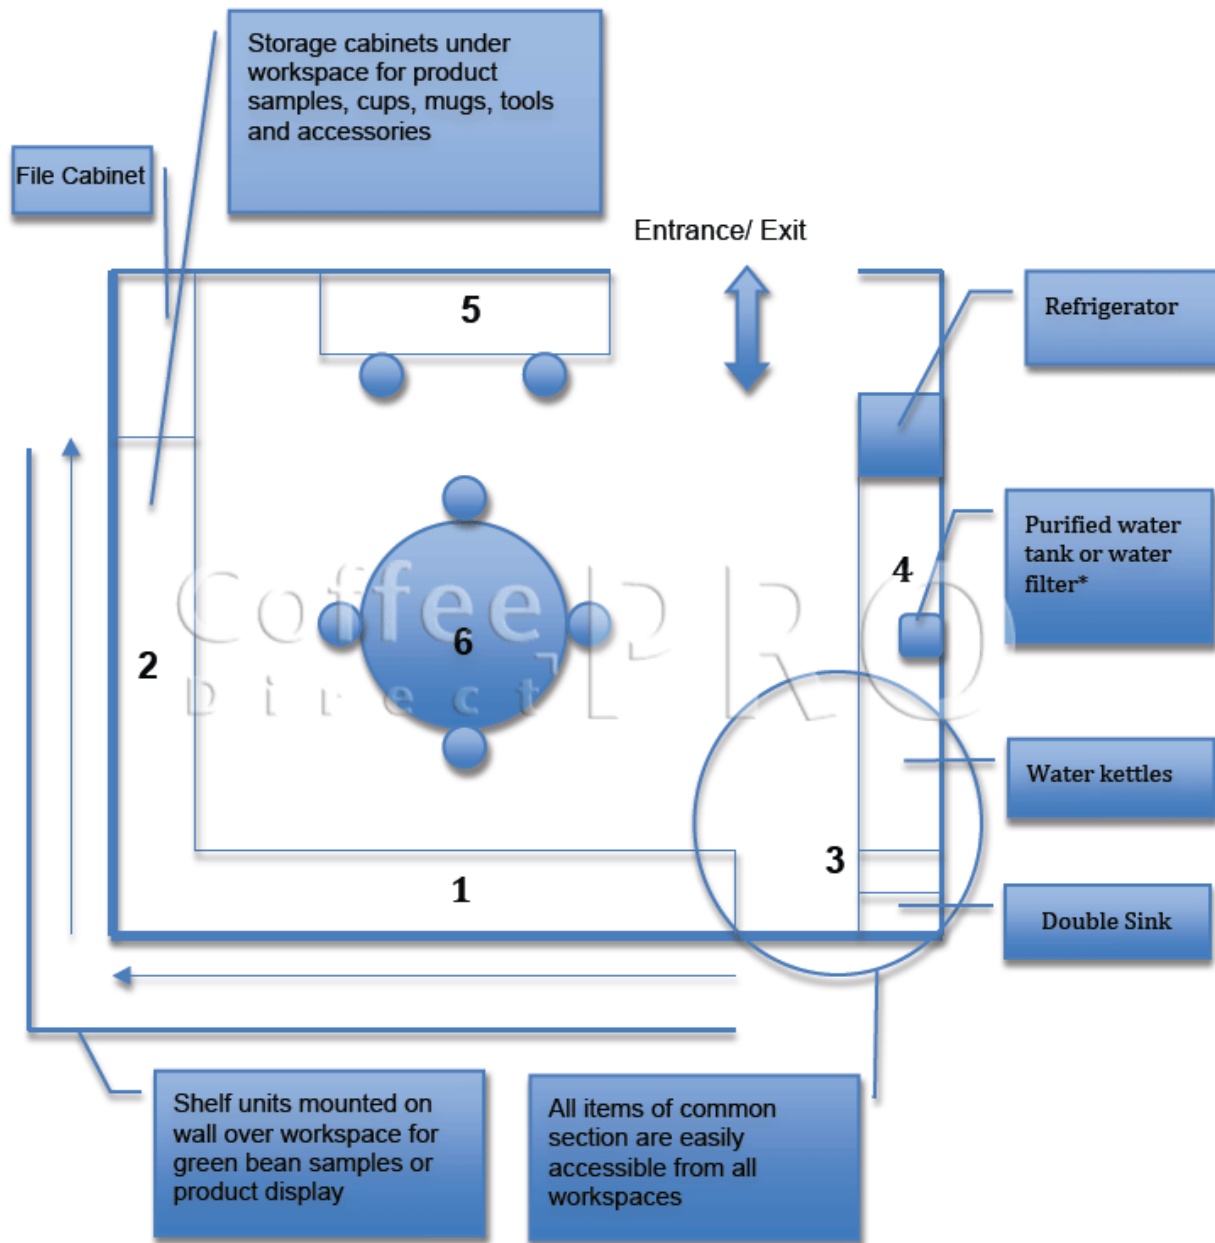 Storage cabinets under
workspace for product
samples, cups, mugs, tools
and accessories
File Cabinet
Entrance/ Exit
5
Refrigerator
Purified water
tank or water
filter*
4
Coffee PRO
Direct
6
2
Water kettles
3
1
Double Sink
Shelf units mounted on
wall over workspace for
green bean samples or
product display
All items of common
section are easily
accessible from all
workspaces